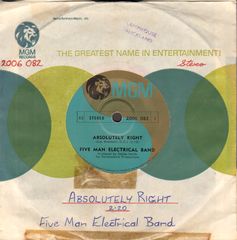 MGM
RECORDS
THE GREATEST NAME IN ENTERTAINMENT!
2006 082
Stereo
MGM
STEREO
2006 082
ABSOLUTELY RIGHT
FIVE MAN ELECTRICAL BAND
ABSOLUTELY RIGHT
2-20
Five Man Electrical Band